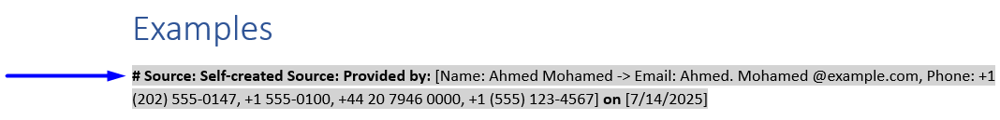 Examples
# Source: Self-created Source: Provided by: [Name: Ahmed Mohamed -> Email: Ahmed. Mohamed @example.com, Phone: +1
(202) 555-0147, +1 555-0100, +44 20 7946 0000, +1 (555) 123-4567] on [7/14/2025]